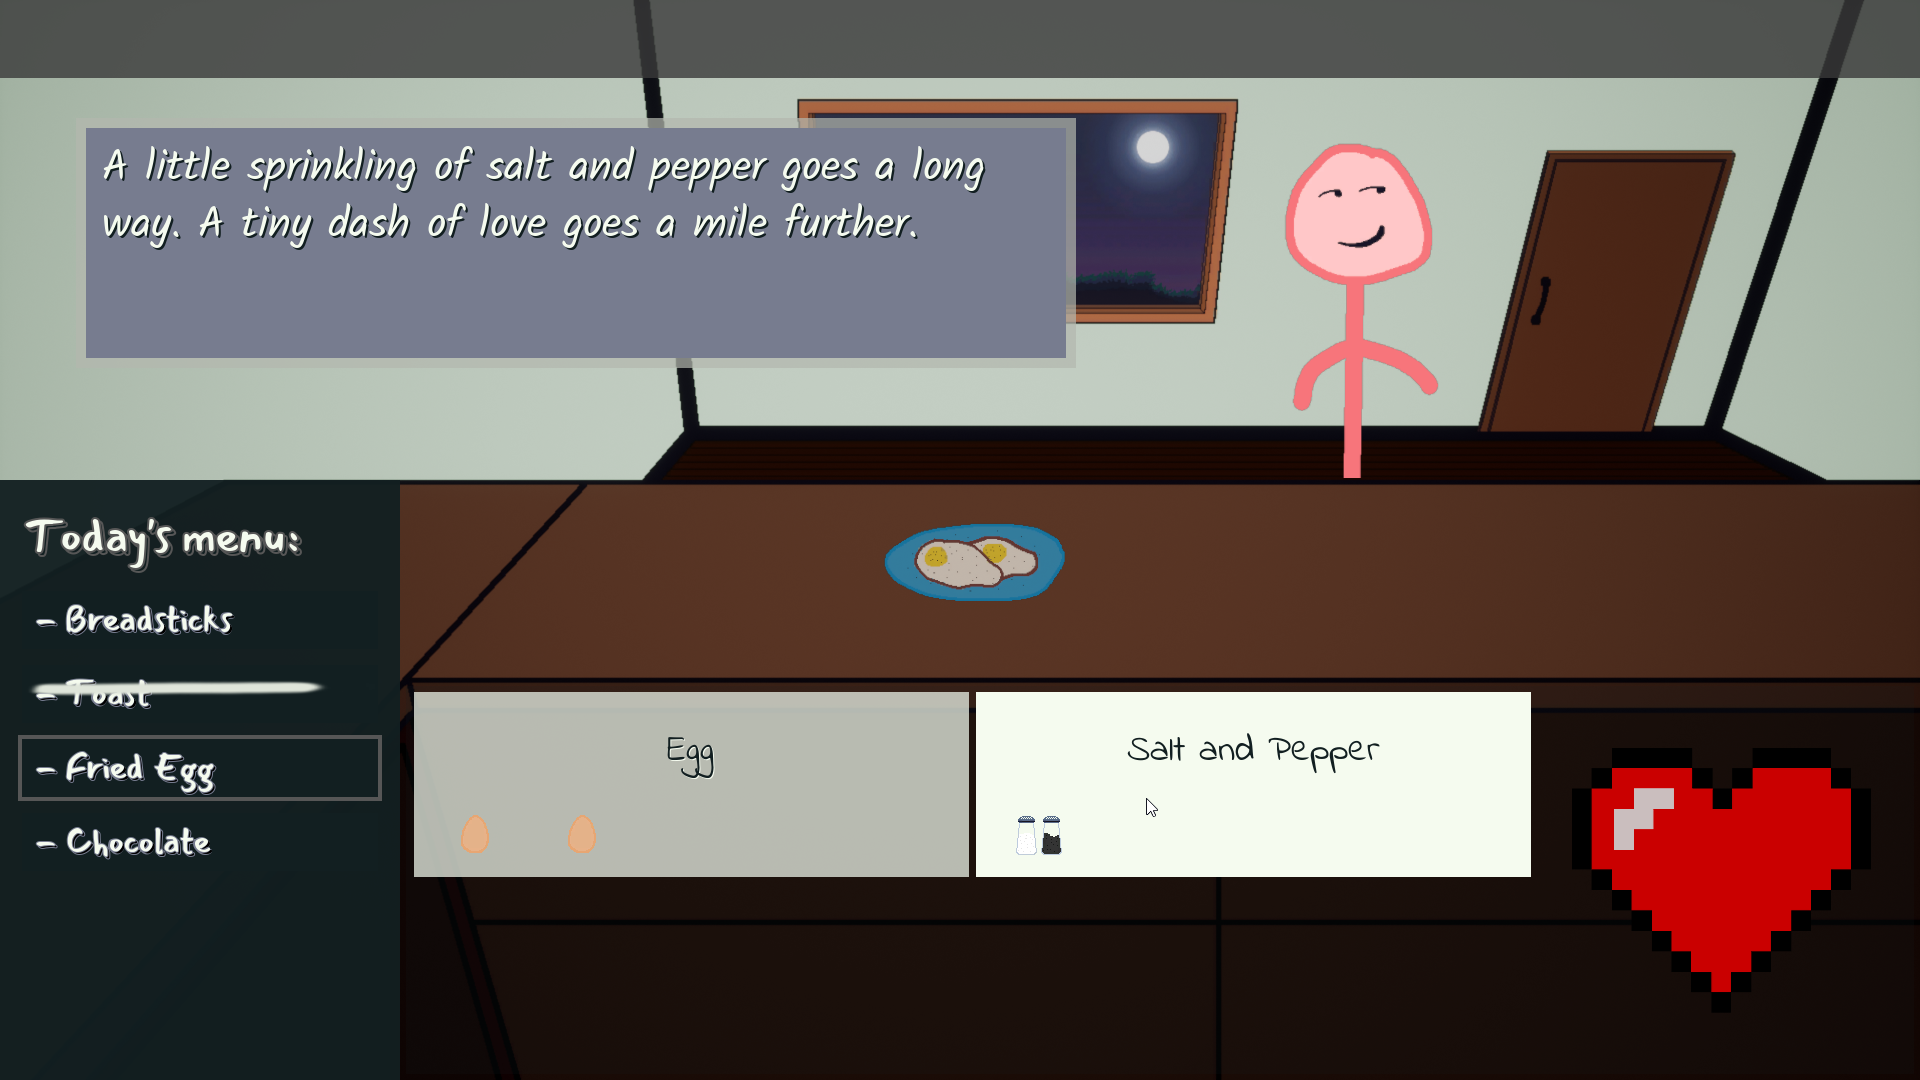 A little sprinkling of salt and pepper goes a long
way. A tiny dash of love goes a mile further.
Today's menu:
- Breadsticks
- Toast
- Fried Egg
- Chocolate
Egg
Salt and Pepper